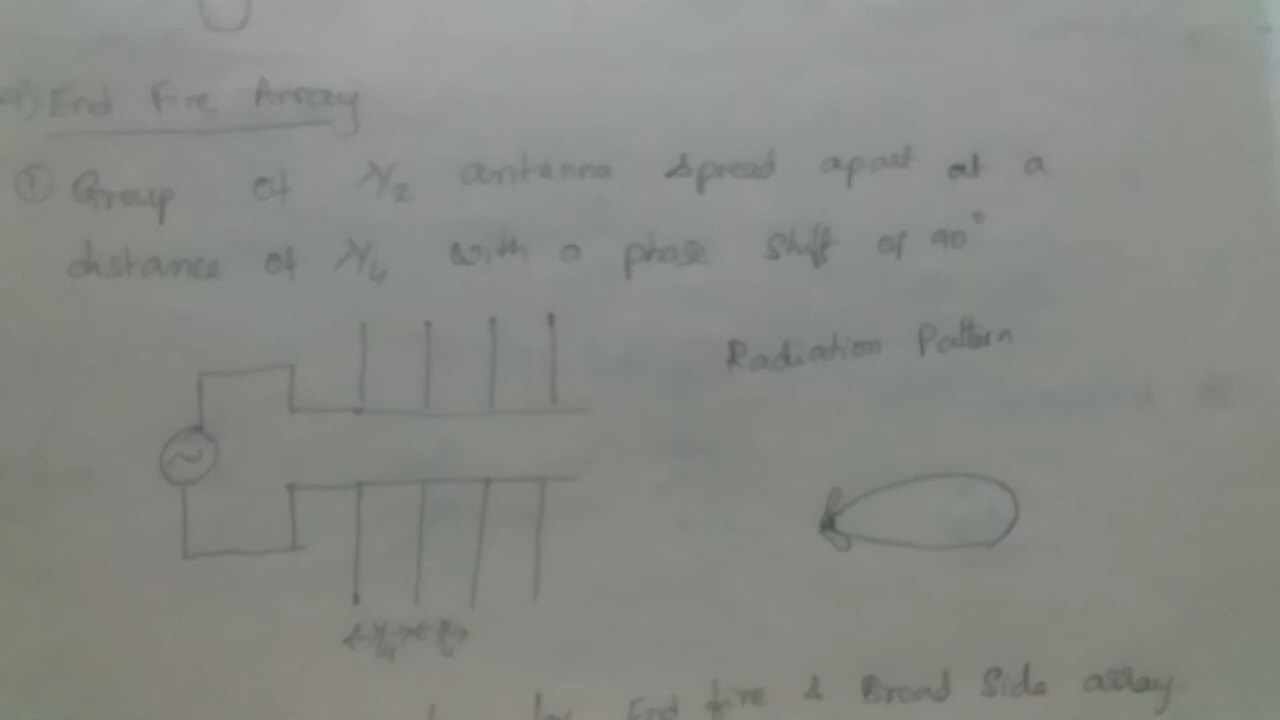 End Fire Array
① Group of λ/2 antenna spread apart at a
distance of λ/4 with a phase shift of 90°
Radiation Pattern
λ/4
End fire & Broad Side array